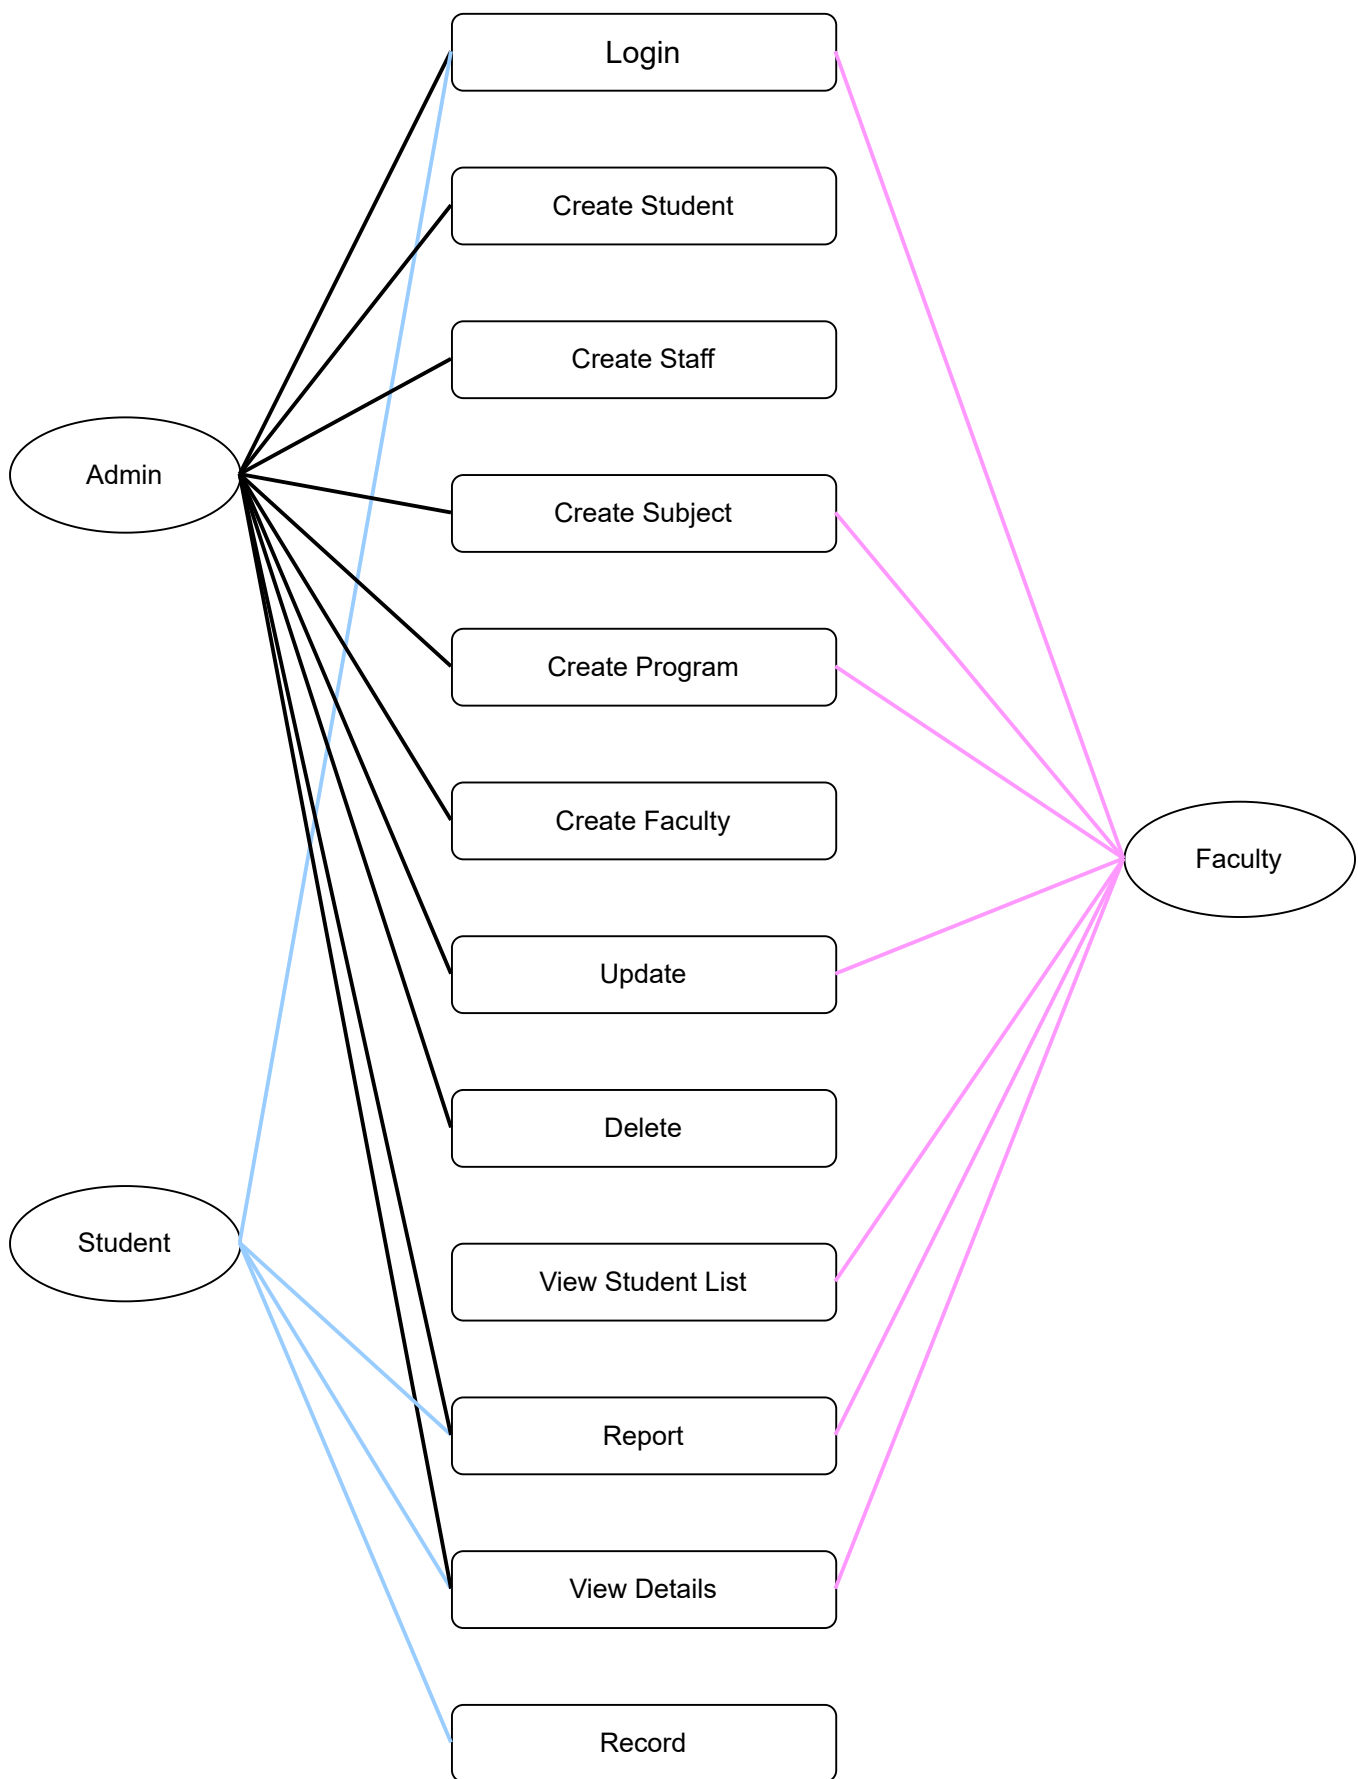 Login
Create Student
Create Staff
Admin
Create Subject
Create Program
Create Faculty
Faculty
Update
Delete
Student
View Student List
Report
View Details
Record